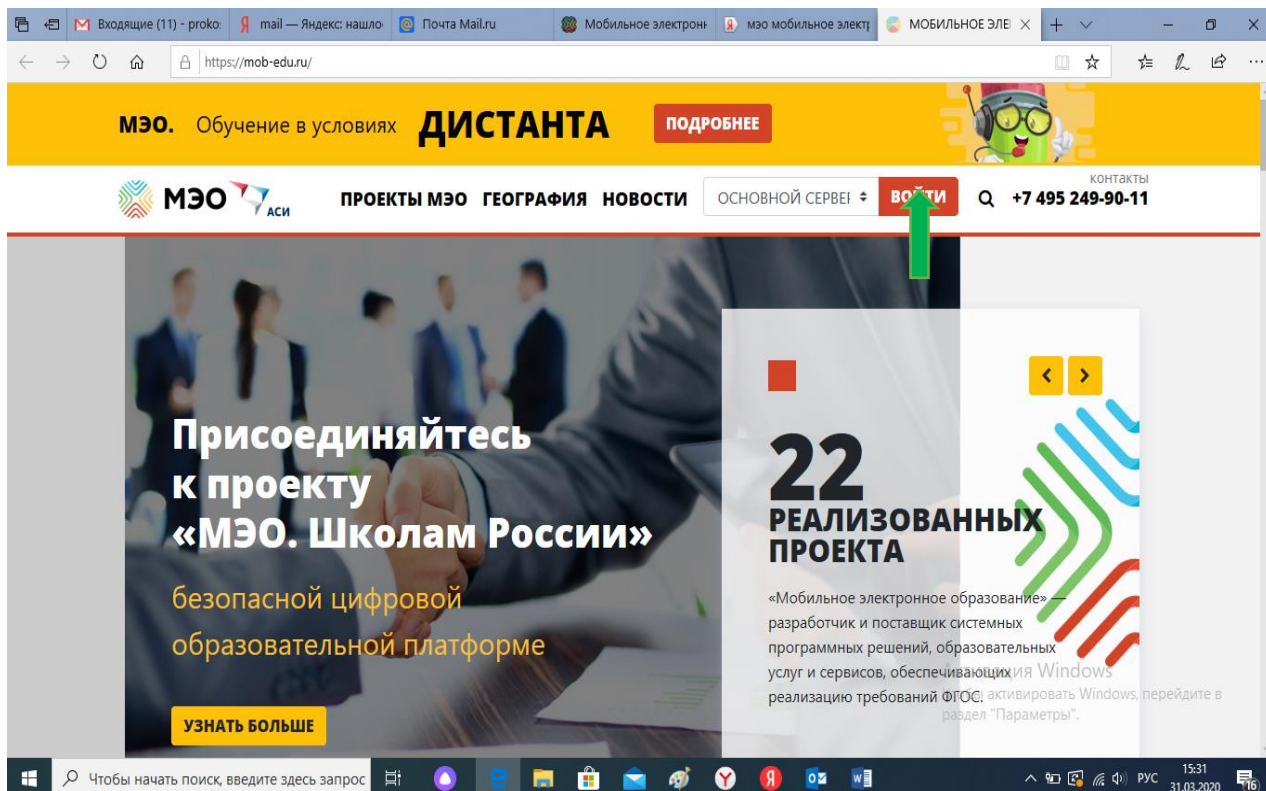 Входящие (11) - proko:
mail — Яндекс: нашло
Почта Mail.ru
Мобильное электронн
мэо мобильное электр
МОБИЛЬНОЕ ЭЛЕ
https://mob-edu.ru/
МЭО. Обучение в условиях ДИСТАНТА
ПОДРОБНЕЕ
МЭО
АСИ
ПРОЕКТЫ МЭО ГЕОГРАФИЯ НОВОСТИ
ОСНОВНОЙ СЕРВЕР
ВОЙТИ
контакты
+7 495 249-90-11
Присоединяйтесь
к проекту
«МЭО. Школам России»
безопасной цифровой
образовательной платформе
УЗНАТЬ БОЛЬШЕ
22
РЕАЛИЗОВАННЫХ
ПРОЕКТА
«Мобильное электронное образование» —
разработчик и поставщик системных
программных решений, образовательных
услуг и сервисов, обеспечивающих
реализацию требований ФГОС.
Активация Windows
активировать Windows, перейдите в
раздел "Параметры".
Чтобы начать поиск, введите здесь запрос
РУС
15:31
31.03.2020
16